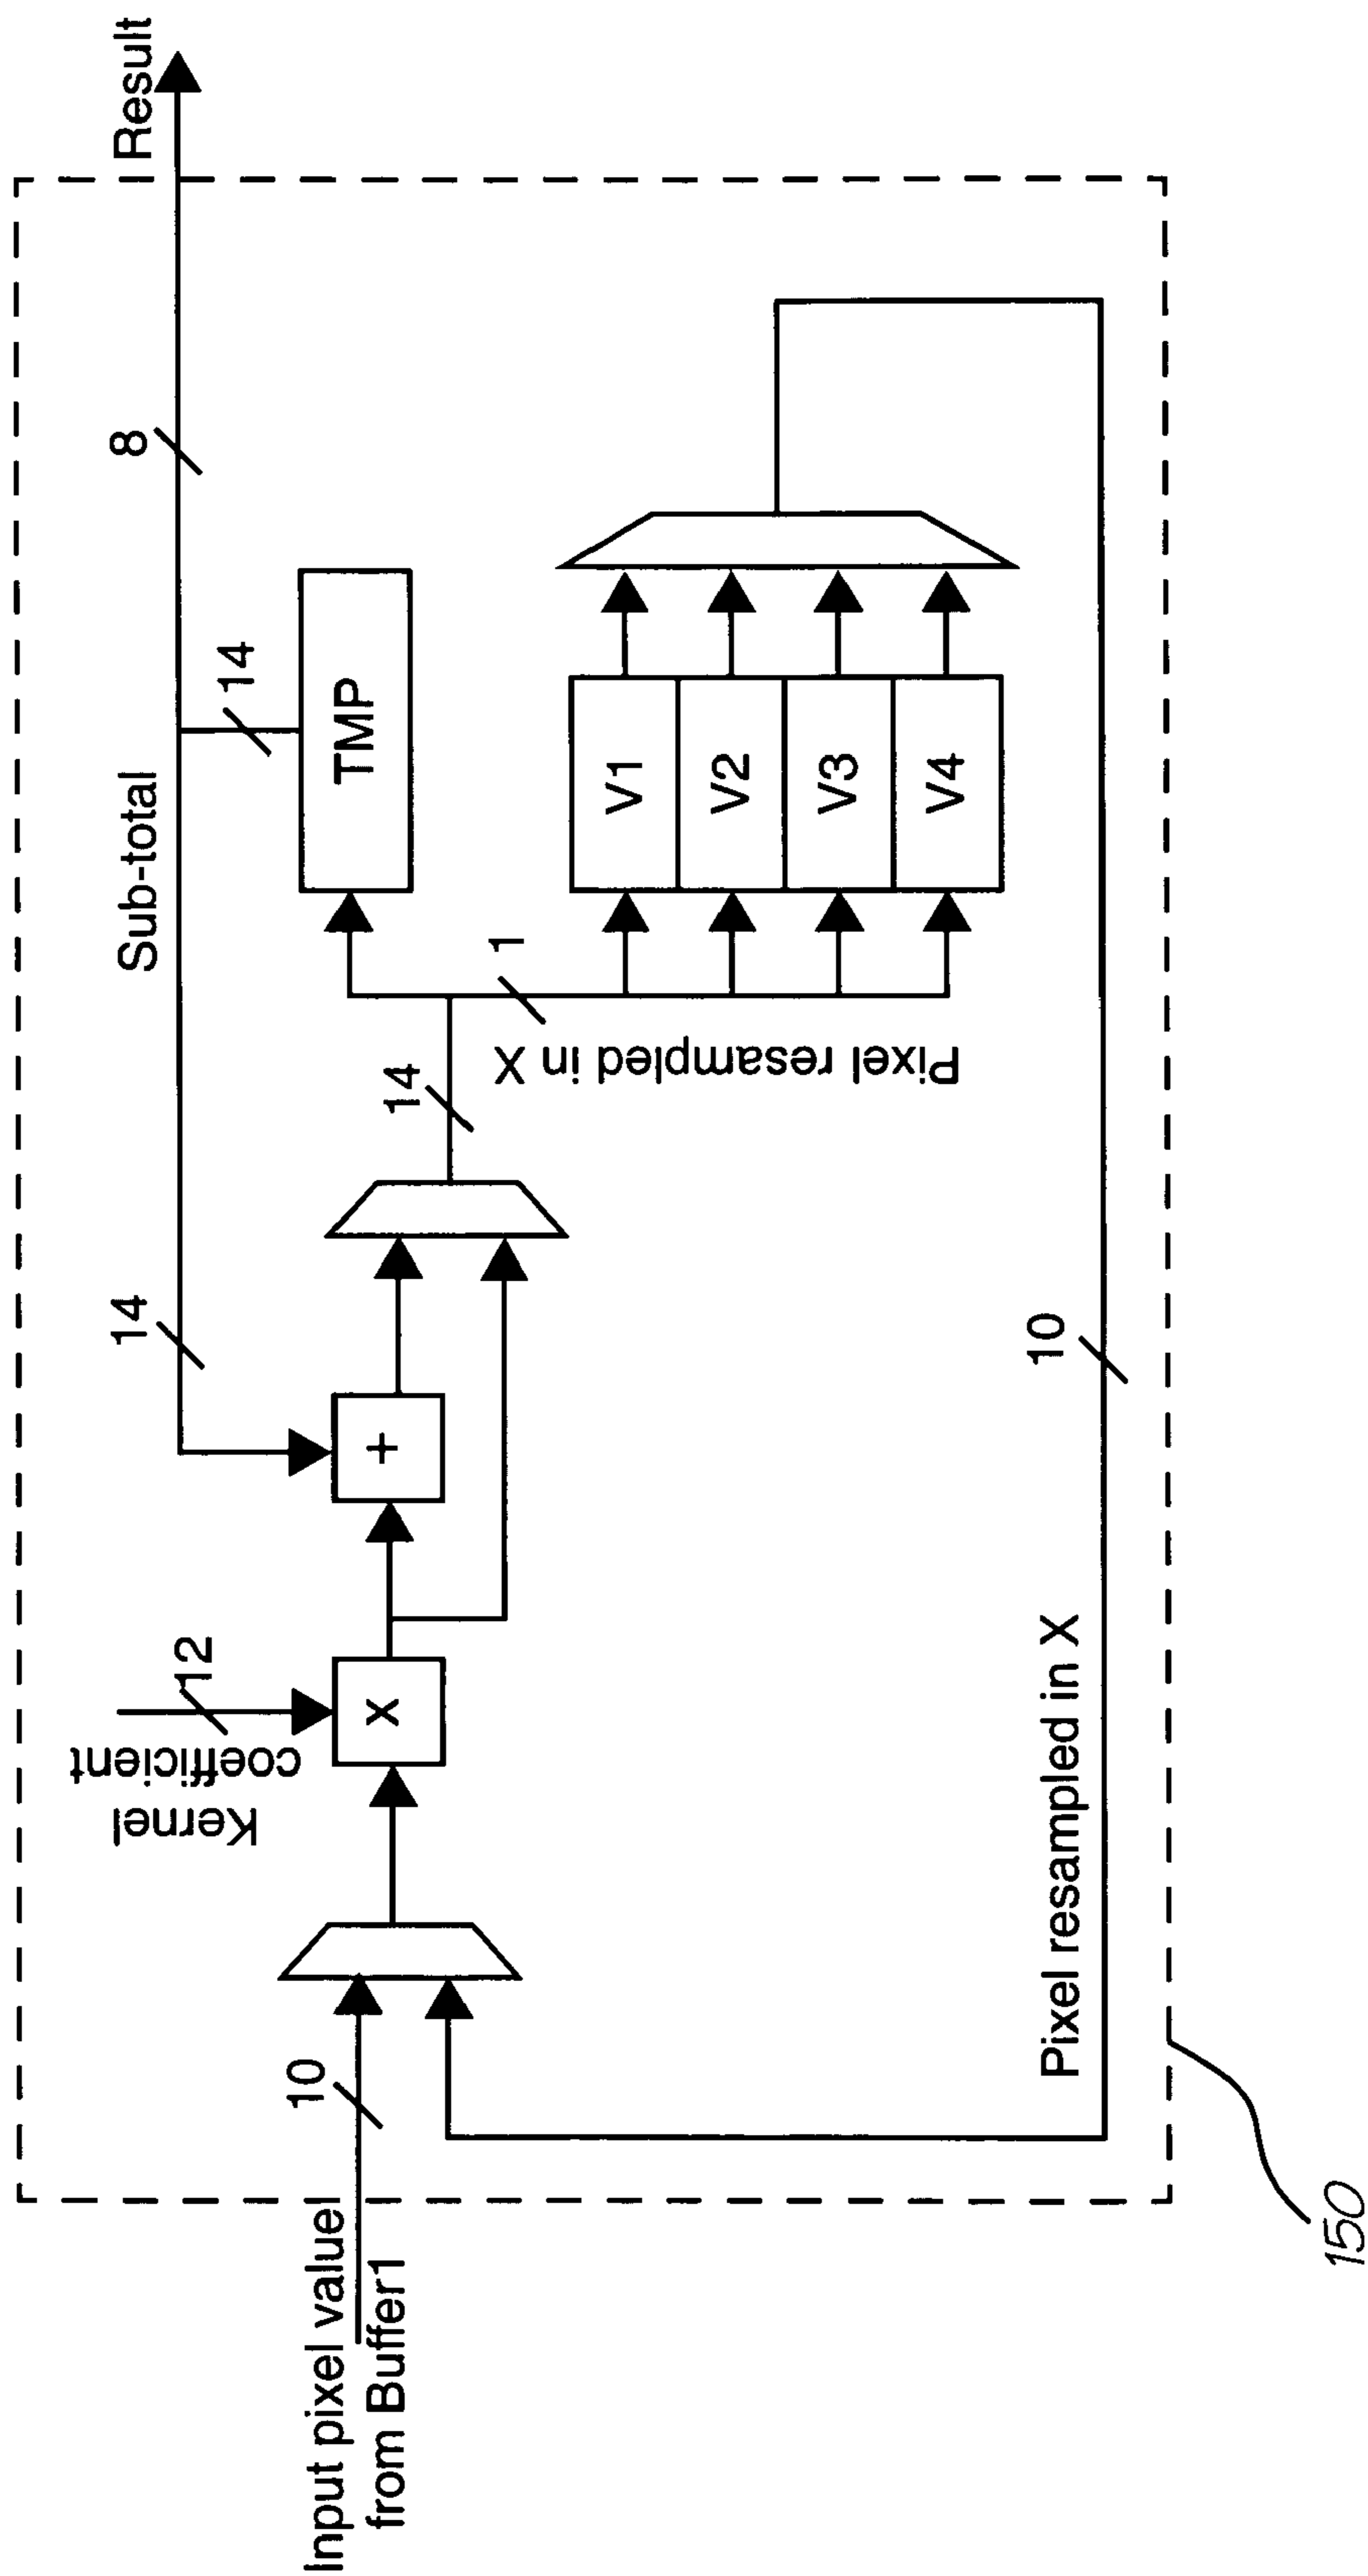 Result
8
14
Sub-total
14
TMP
1
Pixel resampled in X
14
V1
V2
V3
V4
+
12
Kernel
coefficient
X
10
Input pixel value
from Buffer1
10
Pixel resampled in X
150